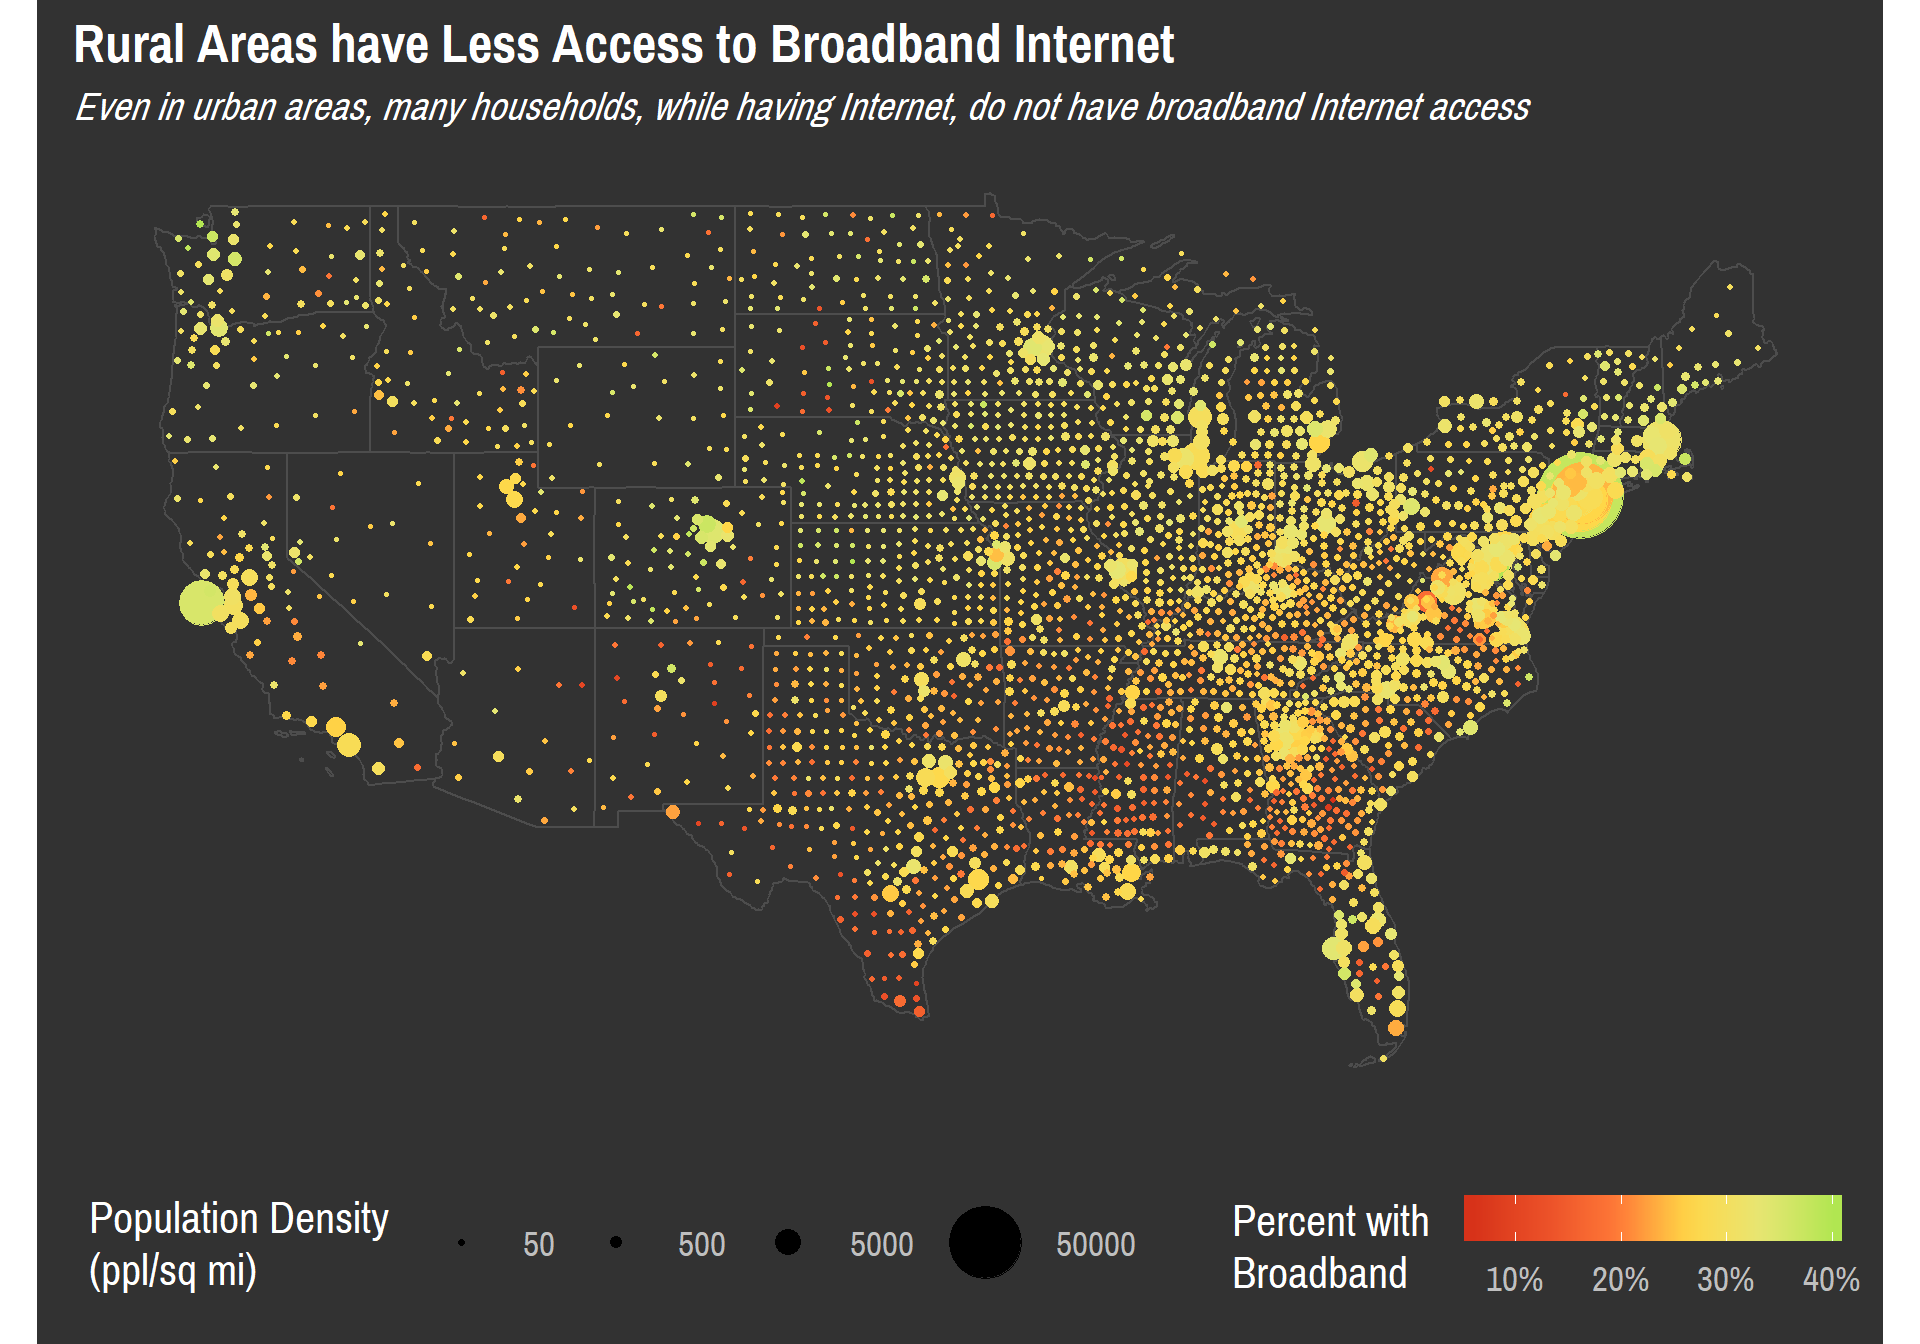 Rural Areas have Less Access to Broadband Internet
Even in urban areas, many households, while having Internet, do not have broadband Internet access
Population Density
(ppl/sq mi)
50
500
5000
50000
Percent with
Broadband
10%
20%
30%
40%